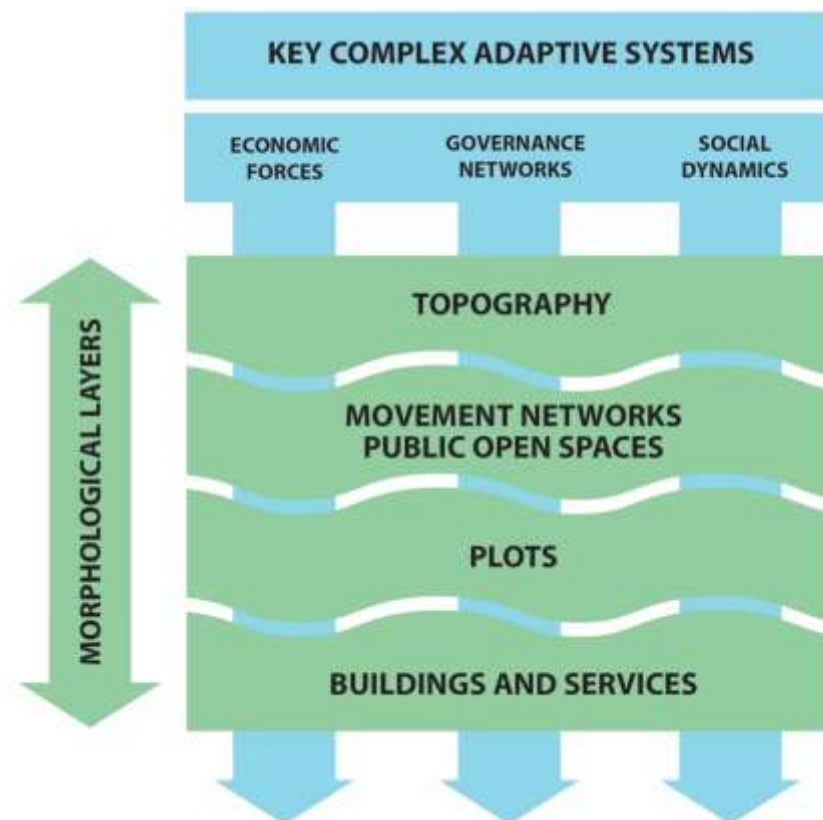 KEY COMPLEX ADAPTIVE SYSTEMS
ECONOMIC
FORCES
GOVERNANCE
NETWORKS
SOCIAL
DYNAMICS
MORPHOLOGICAL LAYERS
TOPOGRAPHY
MOVEMENT NETWORKS
PUBLIC OPEN SPACES
PLOTS
BUILDINGS AND SERVICES